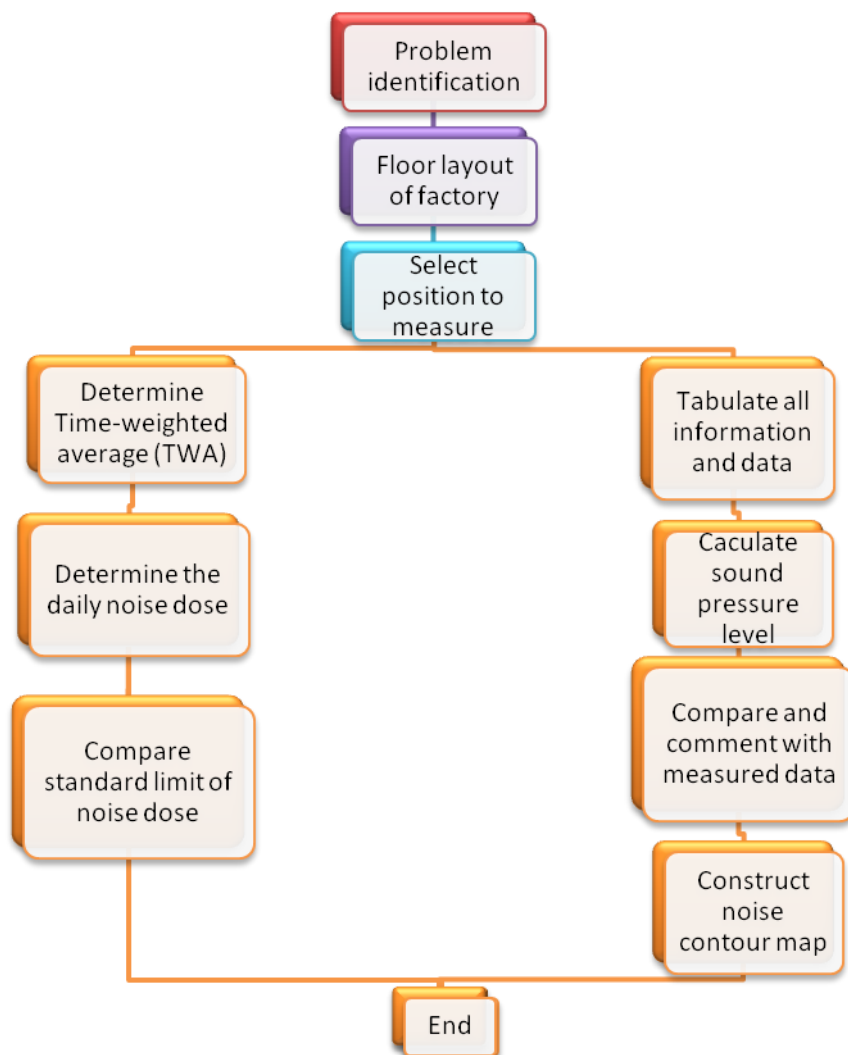 Problem
identification
Floor layout
of factory
Select
position to
measure
Determine
Time-weighted
average (TWA)
Determine the
daily noise dose
Compare
standard limit of
noise dose
Tabulate all
information
and data
Caculate
sound
pressure
level
Compare and
comment with
measured data
Construct
noise
contour map
End